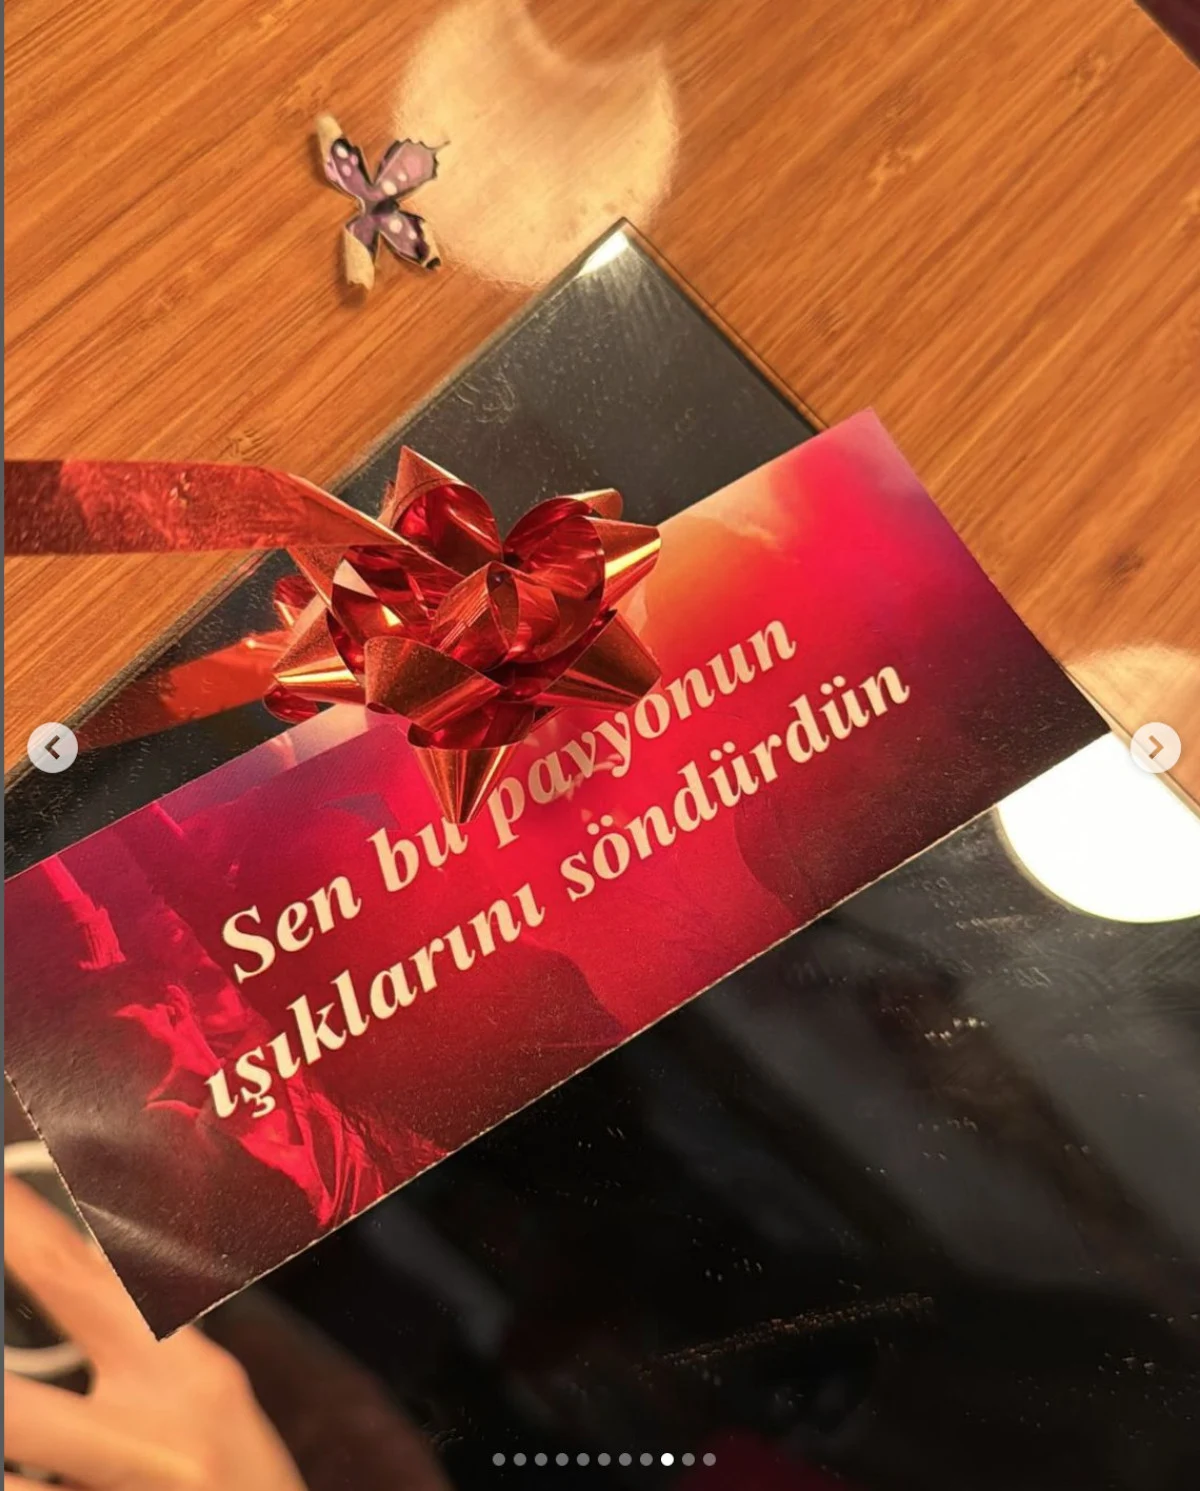 Sen bu pavyonun
ışıklarını söndürdün